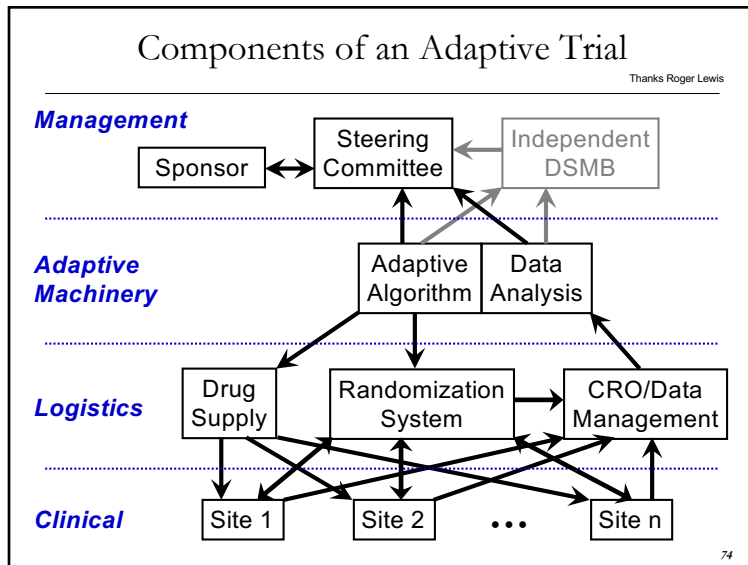 Components of an Adaptive Trial
Thanks Roger Lewis
Management
Sponsor
Steering
Committee
Independent
DSMB
Adaptive
Machinery
Adaptive
Algorithm
Data
Analysis
Logistics
Drug
Supply
Randomization
System
CRO/Data
Management
Clinical
Site 1
Site 2
...
Site n
74